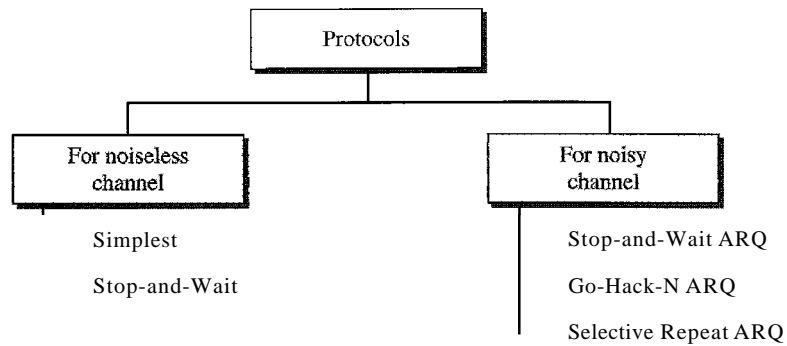 Protocols
For noiseless
channel
For noisy
channel
Simplest
Stop-and-Wait
Stop-and-Wait ARQ
Go-Hack-N ARQ
Selective Repeat ARQ